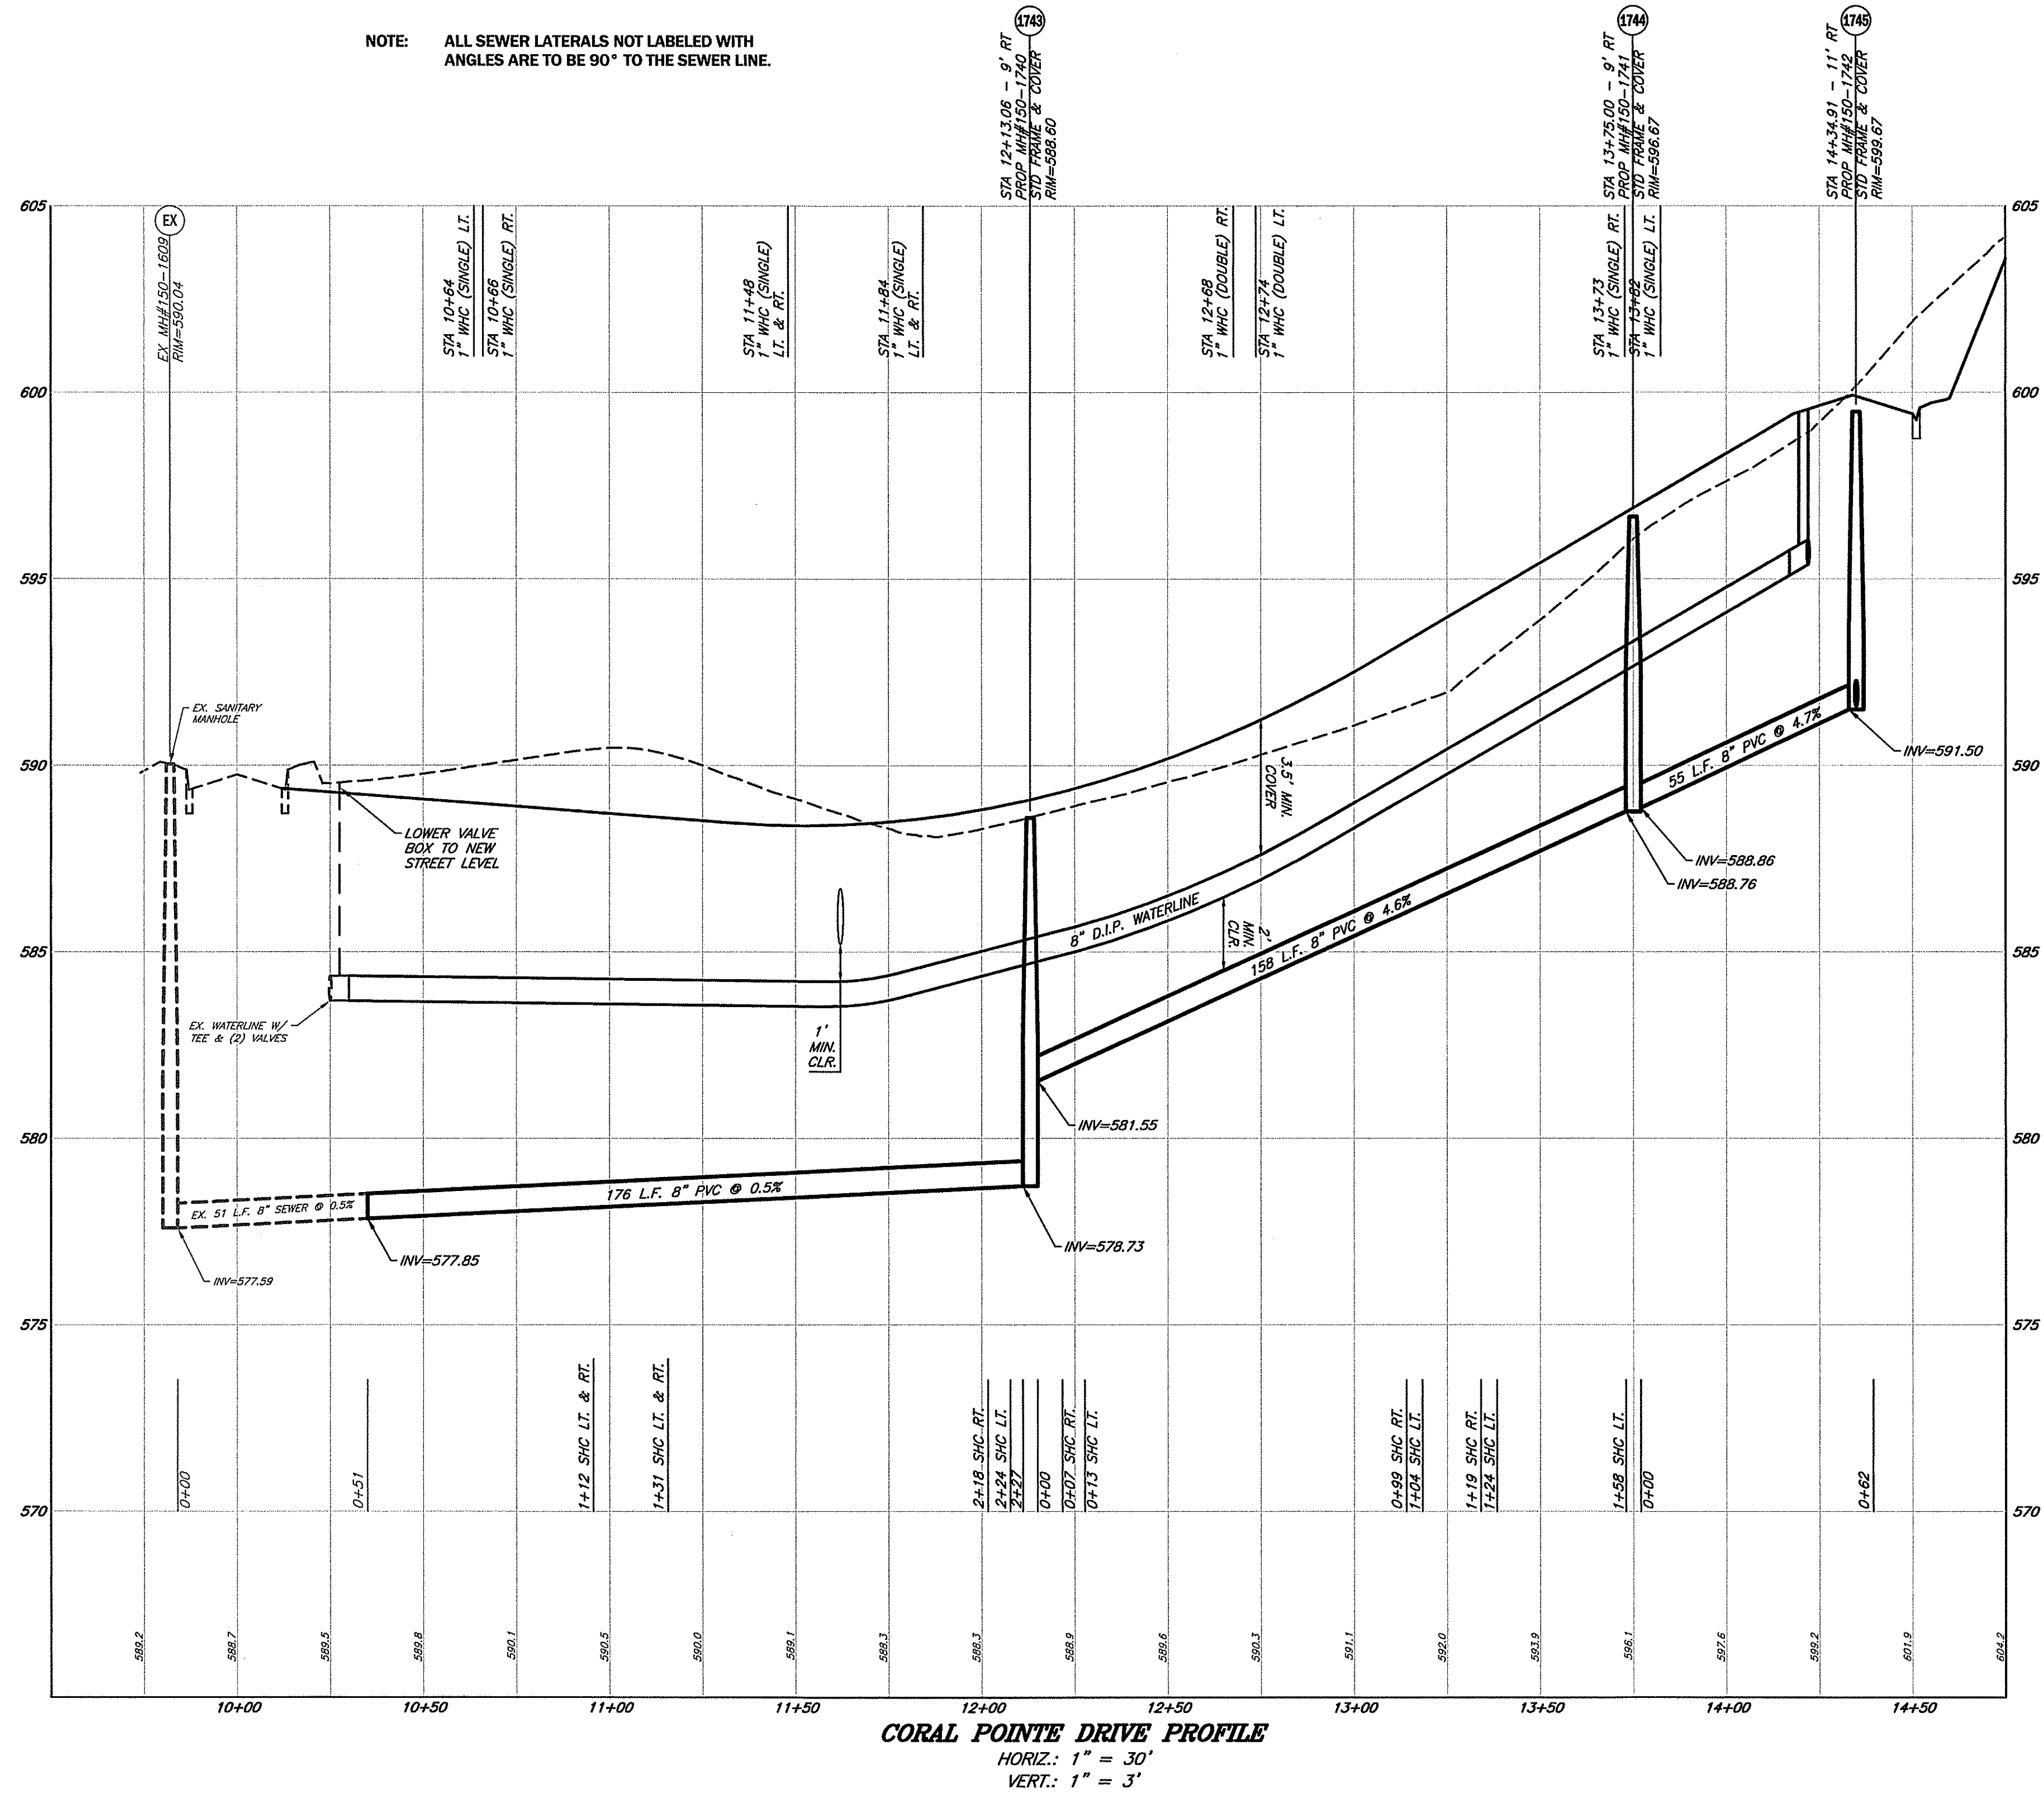 NOTE: ALL SEWER LATERALS NOT LABELED WITH
ANGLES ARE TO BE 90° TO THE SEWER LINE.
1743
STA 12+13.06 - 9' RT
PROP MH#150-1740
STD FRAME & COVER
RIM=588.60
1744
STA 13+75.00 - 9' RT
PROP MH#150-1741
STD FRAME & COVER
RIM=596.67
1745
STA 14+34.91 - 11' RT
PROP MH#150-1742
STD FRAME & COVER
RIM=599.67
605
605
EX
EX MH#150-1609
RIM=590.04
STA 10+64
1" WHC (SINGLE) LT.
STA 10+66
1" WHC (SINGLE) RT.
STA 11+48
1" WHC (SINGLE)
LT. & RT.
STA 11+84
1" WHC (SINGLE)
LT. & RT.
STA 12+68
1" WHC (DOUBLE) RT.
STA 12+74
1" WHC (DOUBLE) LT.
STA 13+73
1" WHC (SINGLE) RT.
STA 13+82
1" WHC (SINGLE) LT.
600
600
595
595
EX. SANITARY
MANHOLE
590
590
3.5' MIN.
COVER
55 L.F. 8" PVC @ 4.7%
INV=591.50
LOWER VALVE
BOX TO NEW
STREET LEVEL
INV=588.86
INV=588.76
8" D.I.P. WATERLINE
2'
MIN.
CLR.
158 L.F. 8" PVC @ 4.6%
585
585
EX. WATERLINE W/
TEE & (2) VALVES
1'
MIN.
CLR.
INV=581.55
580
580
176 L.F. 8" PVC @ 0.5%
EX. 51 L.F. 8" SEWER @ 0.5%
INV=578.73
INV=577.85
INV=577.59
575
575
0+00
0+51
1+12 SHC LT. & RT.
1+31 SHC LT. & RT.
2+18 SHC RT.
2+24 SHC LT.
2+27
0+00
0+07 SHC RT.
0+13 SHC LT.
0+99 SHC RT.
1+04 SHC LT.
1+19 SHC RT.
1+24 SHC LT.
1+58 SHC LT.
0+00
0+62
570
570
589.2
588.7
589.5
589.8
590.1
590.5
590.0
589.1
588.3
588.3
588.9
589.6
590.3
591.1
592.0
593.9
596.1
597.6
599.2
601.9
604.2
10+00
10+50
11+00
11+50
12+00
12+50
13+00
13+50
14+00
14+50
CORAL POINTE DRIVE PROFILE
HORIZ.: 1" = 30'
VERT.: 1" = 3'